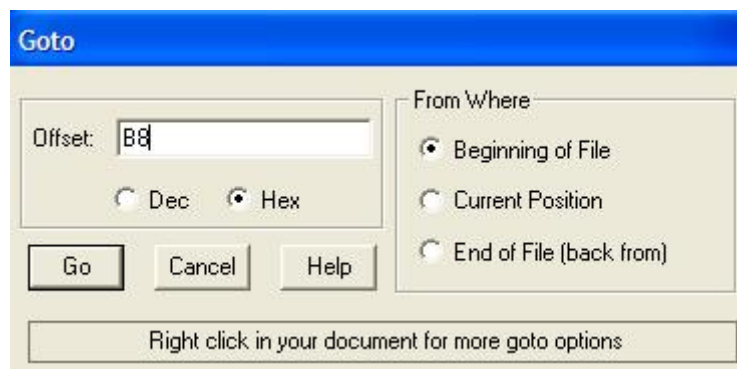 Goto
Offset: B8
Dec Hex
Go Cancel Help
From Where
Beginning of File
Current Position
End of File (back from)
Right click in your document for more goto options